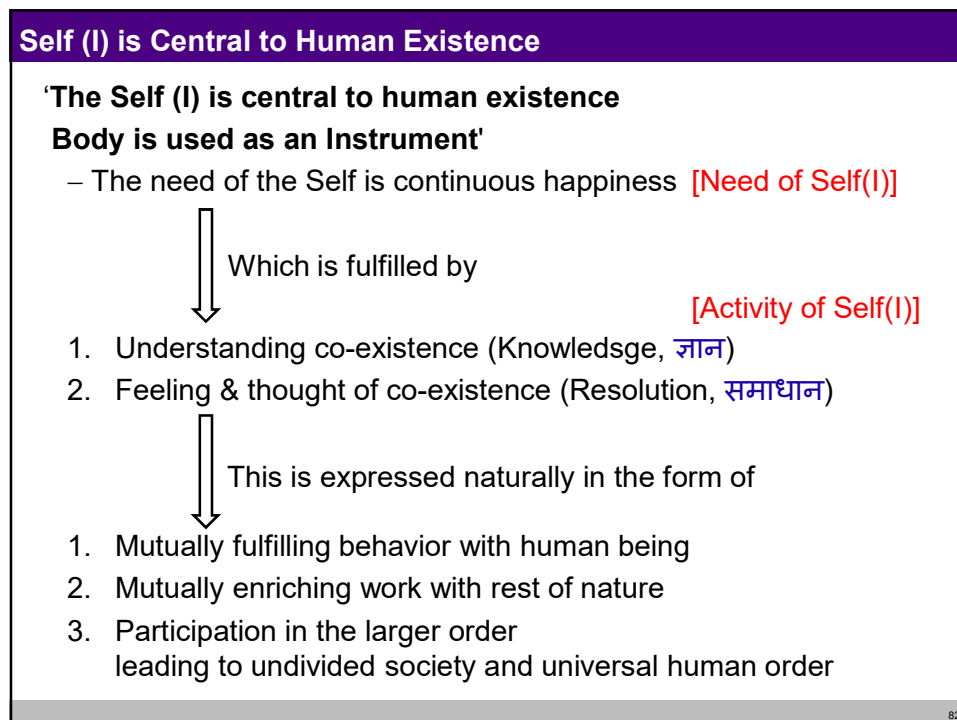 Self (I) is Central to Human Existence
‘The Self (I) is central to human existence
Body is used as an Instrument'
– The need of the Self is continuous happiness [Need of Self(I)]
Which is fulfilled by
[Activity of Self(I)]
1. Understanding co-existence (Knowledsge, ज्ञान)
2. Feeling & thought of co-existence (Resolution, समाधान)
This is expressed naturally in the form of
1. Mutually fulfilling behavior with human being
2. Mutually enriching work with rest of nature
3. Participation in the larger order
leading to undivided society and universal human order
82